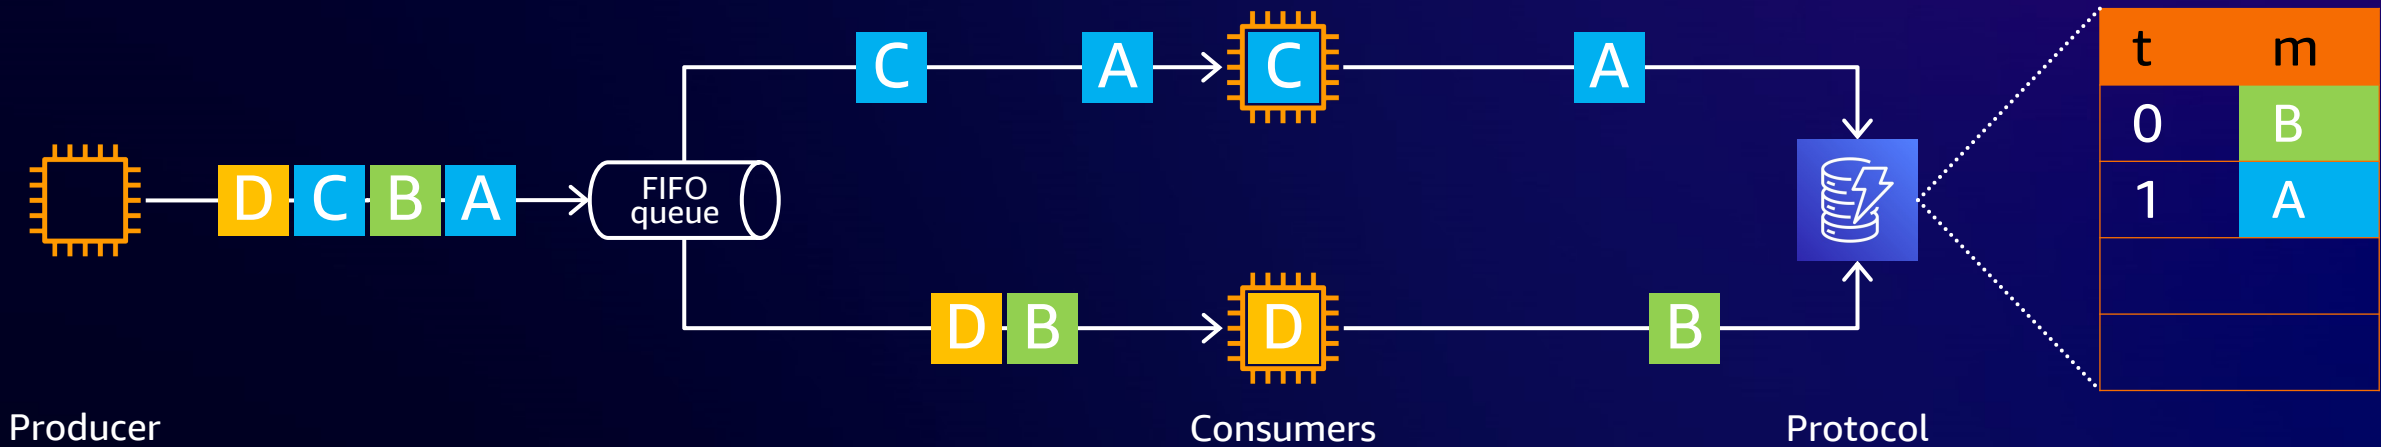 D C B A
FIFO
queue
C A C A
D B D B
t m
0 B
1 A
Producer
Consumers
Protocol